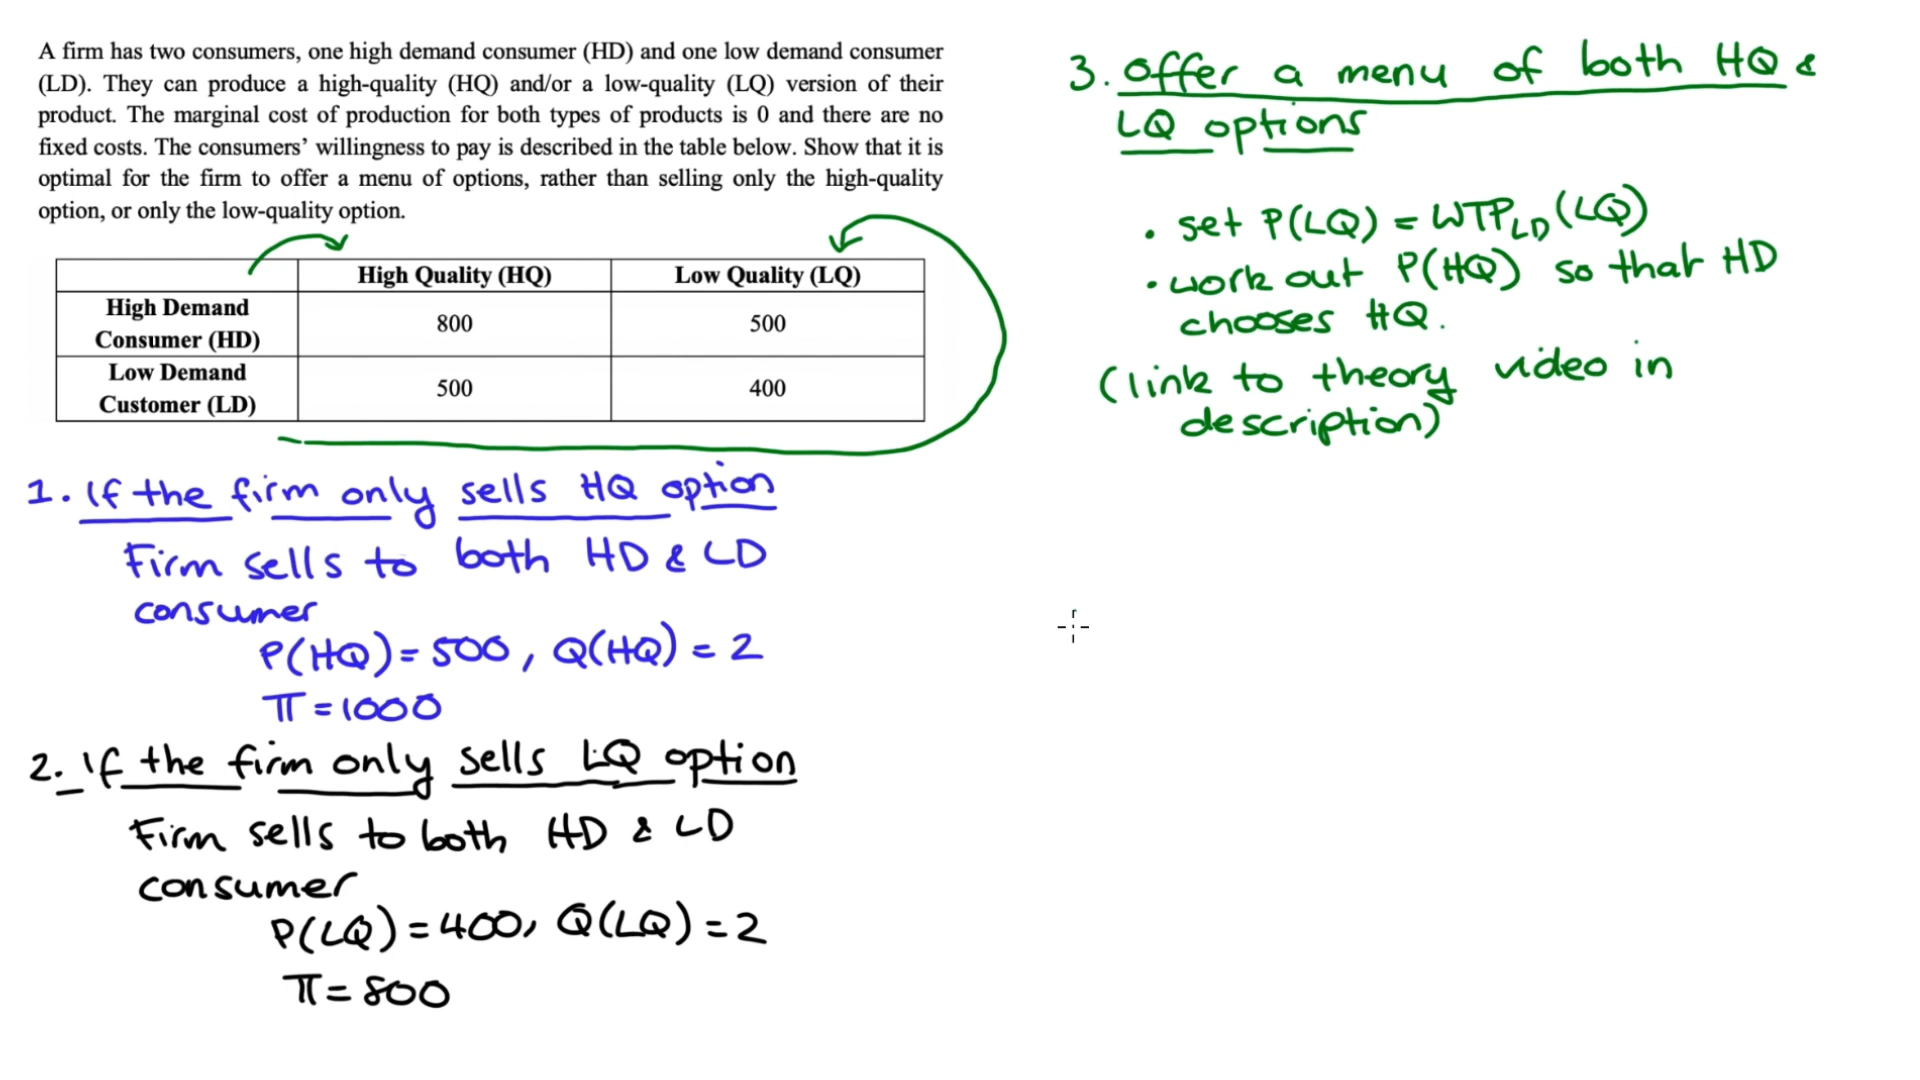 A firm has two consumers, one high demand consumer (HD) and one low demand consumer
(LD). They can produce a high-quality (HQ) and/or a low-quality (LQ) version of their
product. The marginal cost of production for both types of products is 0 and there are no
fixed costs. The consumers' willingness to pay is described in the table below. Show that it is
optimal for the firm to offer a menu of options, rather than selling only the high-quality
option, or only the low-quality option.
High Quality (HQ) Low Quality (LQ)
High Demand
Consumer (HD) 800 500
Low Demand
Customer (LD) 500 400
1. If the firm only sells HQ option
Firm sells to both HD & LD
consumer
P(HQ) = 500, Q(HQ) = 2
π = 1000
2. If the firm only sells LQ option
Firm sells to both HD & LD
consumer
P(LQ) = 400, Q(LQ) = 2
π = 800
3. Offer a menu of both HQ &
LQ options
• set P(LQ) = WTP_LD (LQ)
• work out P(HQ) so that HD
chooses HQ.
(link to theory video in
description)